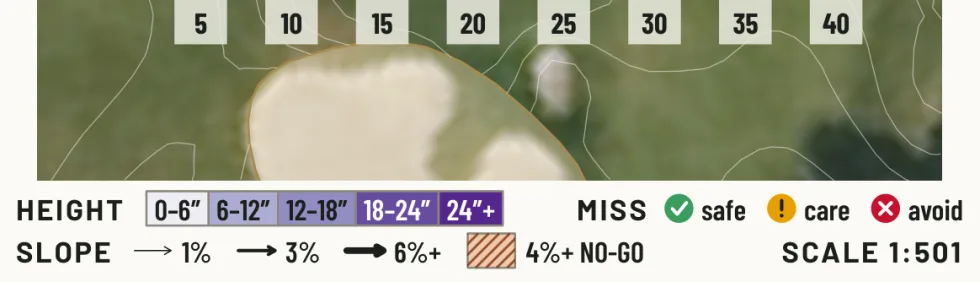 5 10 15 20 25 30 35 40
HEIGHT 0-6" 6-12" 12-18" 18-24" 24"+ MISS safe ! care avoid
SLOPE 1% 3% 6%+ 4%+ NO-GO SCALE 1:501